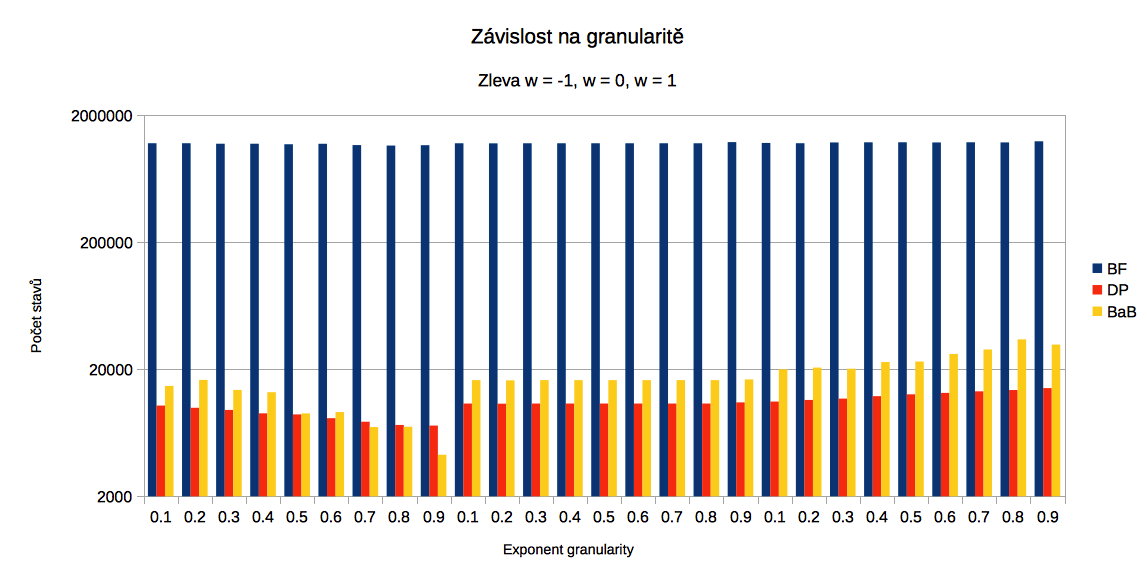 Závislost na granularitě
Zleva w = -1, w = 0, w = 1
2000000
200000
20000
2000
Počet stavů
0.1 0.2 0.3 0.4 0.5 0.6 0.7 0.8 0.9 0.1 0.2 0.3 0.4 0.5 0.6 0.7 0.8 0.9 0.1 0.2 0.3 0.4 0.5 0.6 0.7 0.8 0.9
Exponent granularity
BF
DP
BaB